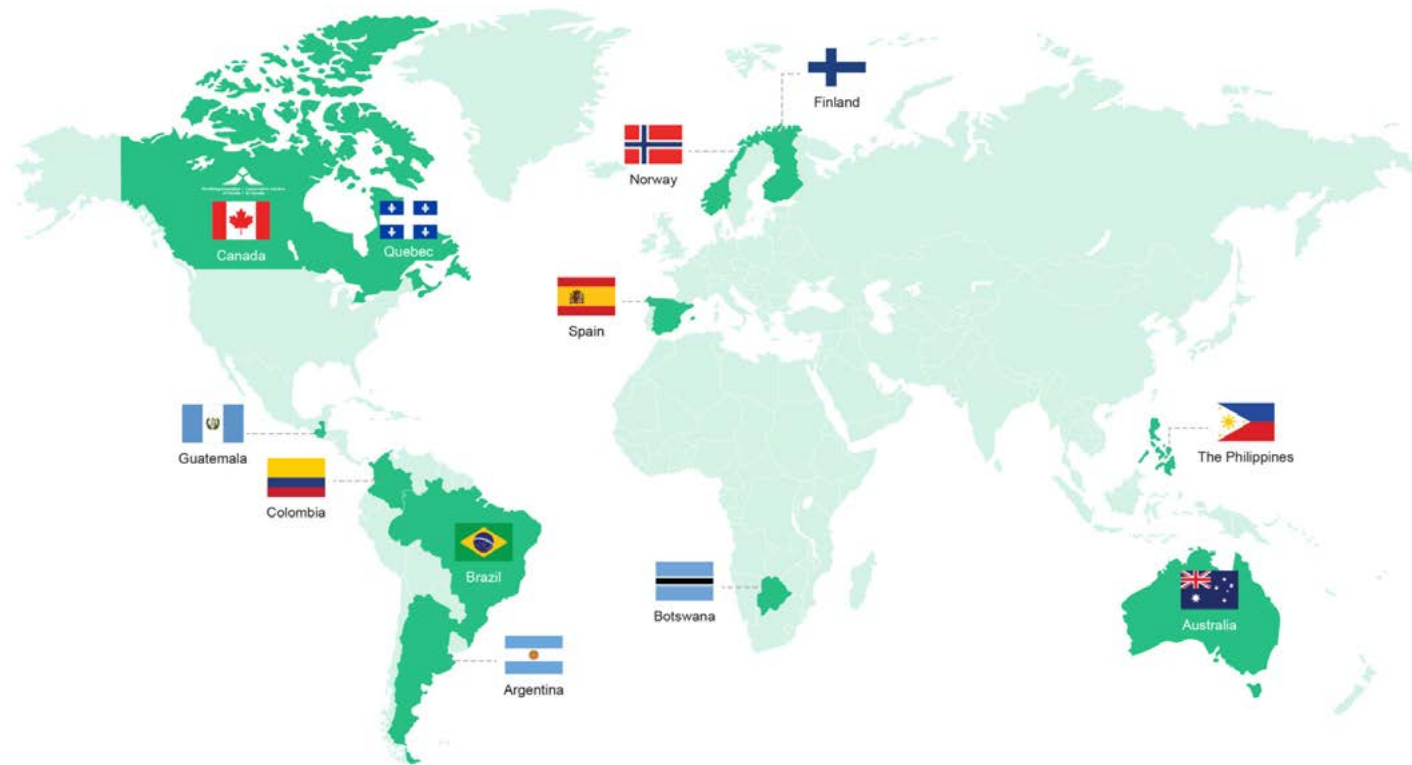 Finland
Norway
Canada
Quebec
Spain
Guatemala
The Philippines
Colombia
Brazil
Botswana
Australia
Argentina